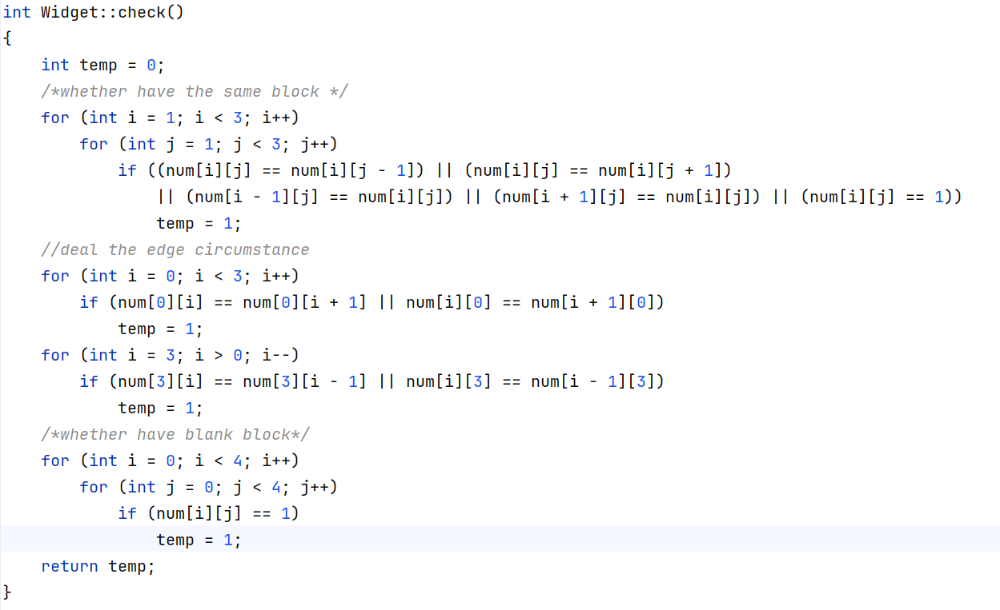 int Widget::check()
{
    int temp = 0;
    /*whether have the same block */
    for (int i = 1; i < 3; i++)
        for (int j = 1; j < 3; j++)
            if ((num[i][j] == num[i][j - 1]) || (num[i][j] == num[i][j + 1])
                || (num[i - 1][j] == num[i][j]) || (num[i + 1][j] == num[i][j]) || (num[i][j] == 1))
                temp = 1;
    //deal the edge circumstance
    for (int i = 0; i < 3; i++)
        if (num[0][i] == num[0][i + 1] || num[i][0] == num[i + 1][0])
            temp = 1;
    for (int i = 3; i > 0; i--)
        if (num[3][i] == num[3][i - 1] || num[i][3] == num[i - 1][3])
            temp = 1;
    /*whether have blank block*/
    for (int i = 0; i < 4; i++)
        for (int j = 0; j < 4; j++)
            if (num[i][j] == 1)
                temp = 1;
    return temp;
}